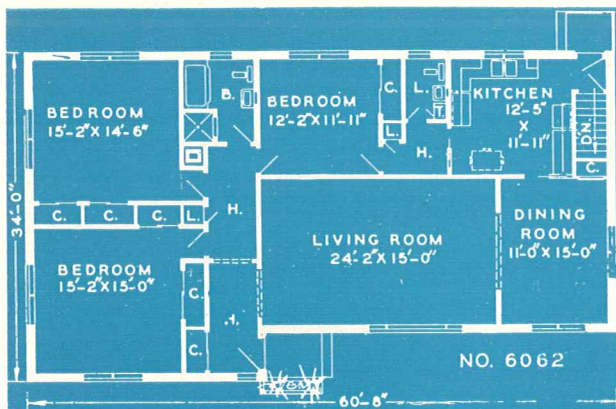 BEDROOM
15'-2" X 14'-6"
B.
BEDROOM
12'-2" X 11'-11"
C.
L.
L.
T.
H.
KITCHEN
12'-5"
X
11'-11"
DN.
C.
C.
C.
C.
L.
H.
34'-0"
LIVING ROOM
24'-2" X 15'-0"
DINING
ROOM
11'-0" X 15'-0"
BEDROOM
15'-2" X 15'-0"
C.
C.
H.
NO. 6062
60'-8"